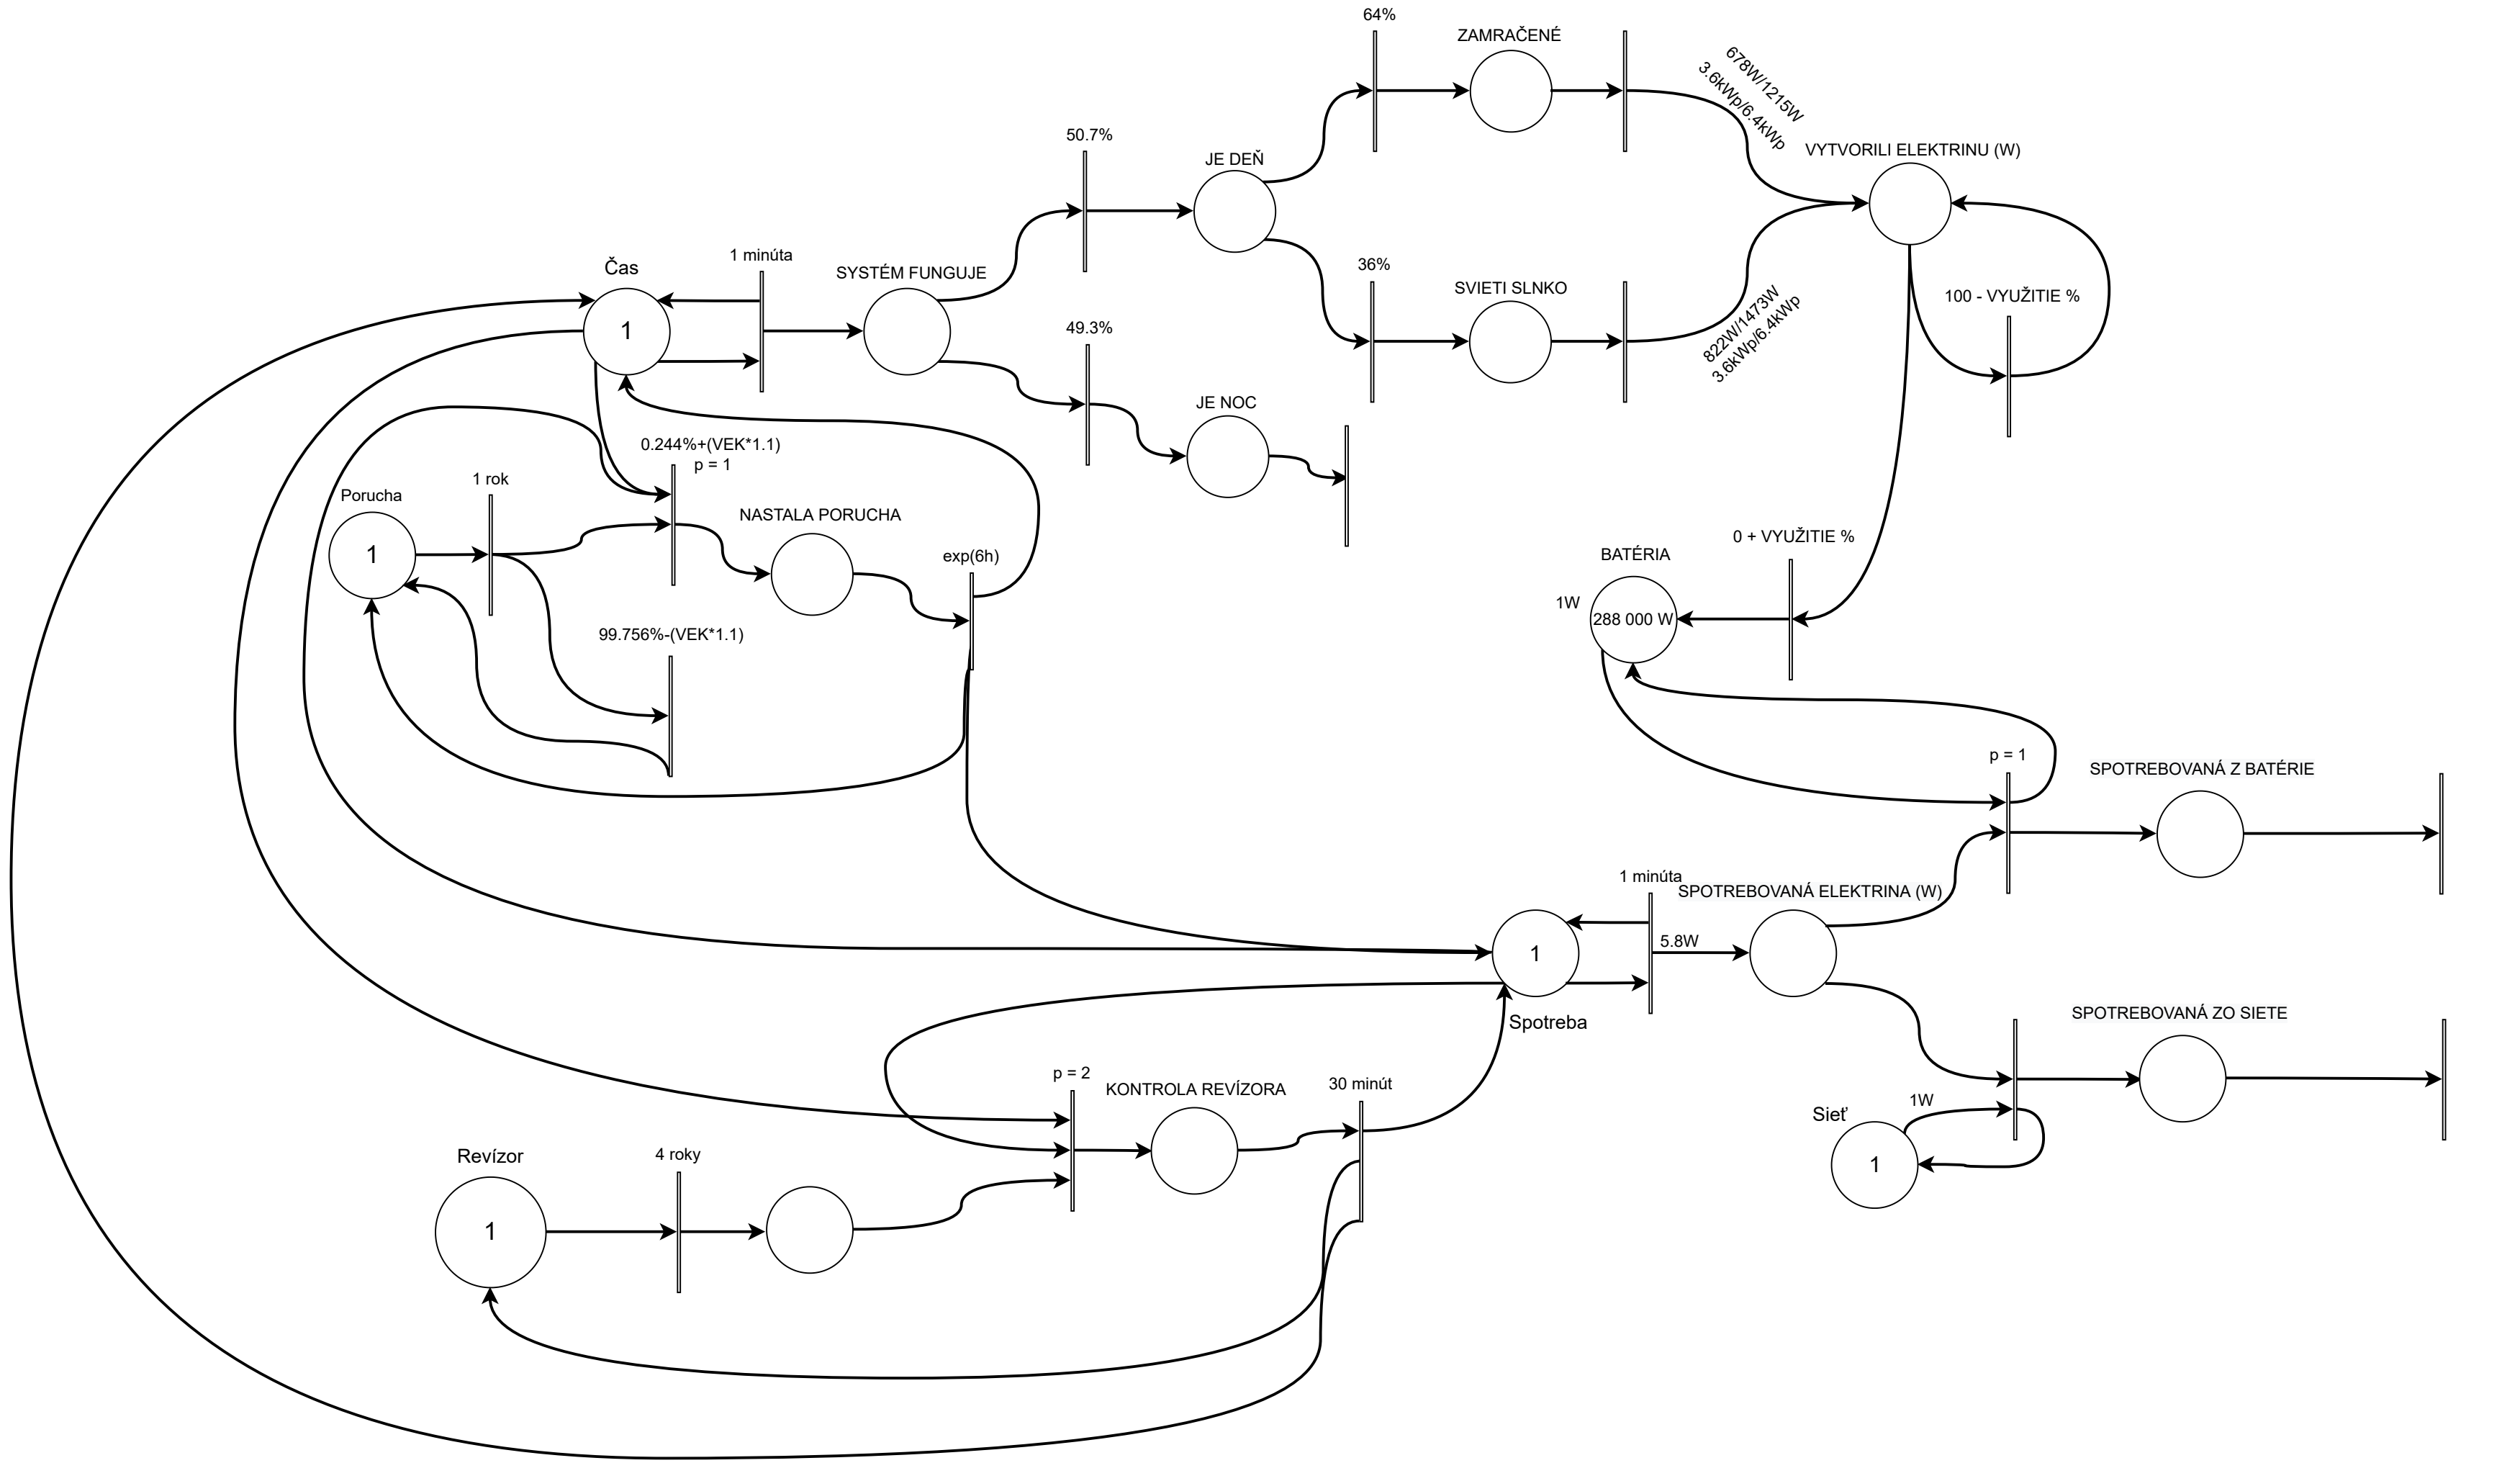 64%
ZAMRAČENÉ
678W/1215W
3.6kWp/6.4kWp
50.7%
JE DEŇ
VYTVORILI ELEKTRINU (W)
Čas
1
1 minúta
SYSTÉM FUNGUJE
36%
SVIETI SLNKO
822W/1473W
3.6kWp/6.4kWp
100 - VYUŽITIE %
49.3%
JE NOC
0.244%+(VEK*1.1)
p = 1
Porucha
1
1 rok
NASTALA PORUCHA
exp(6h)
99.756%-(VEK*1.1)
0 + VYUŽITIE %
BATÉRIA
1W
288 000 W
p = 1
SPOTREBOVANÁ Z BATÉRIE
1 minúta
SPOTREBOVANÁ ELEKTRINA (W)
1
5.8W
Spotreba
SPOTREBOVANÁ ZO SIETE
p = 2
KONTROLA REVÍZORA
30 minút
Sieť
1W
1
Revízor
1
4 roky